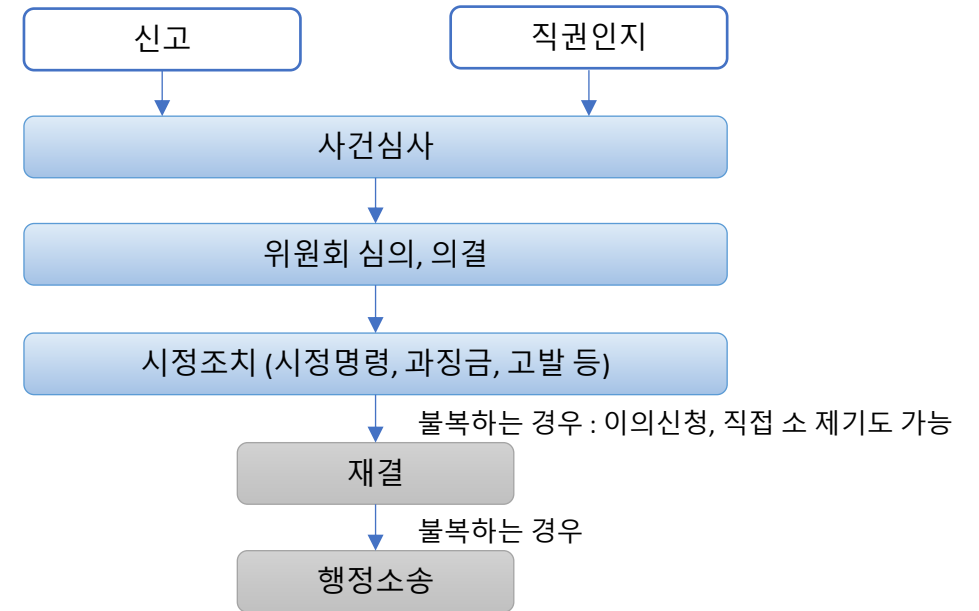 신고
직권인지
사건심사
위원회 심의, 의결
시정조치 (시정명령, 과징금, 고발 등)
불복하는 경우 : 이의신청, 직접 소 제기도 가능
재결
불복하는 경우
행정소송